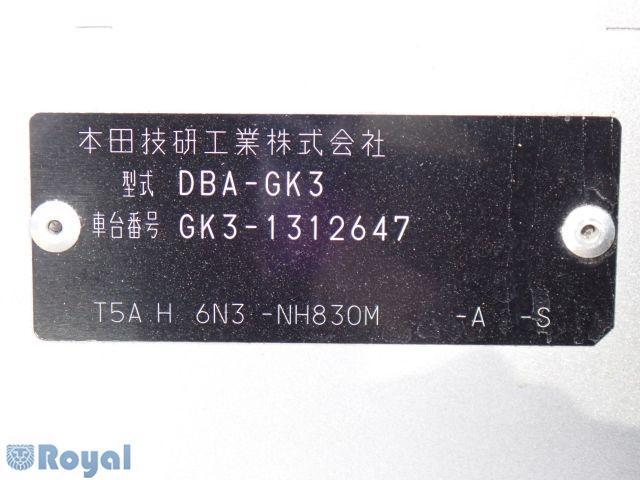 本田技研工業株式会社
型式 DBA-GK3
車台番号 GK3-1312647
T5A H 6N3 -NH830M -A -S
Royal